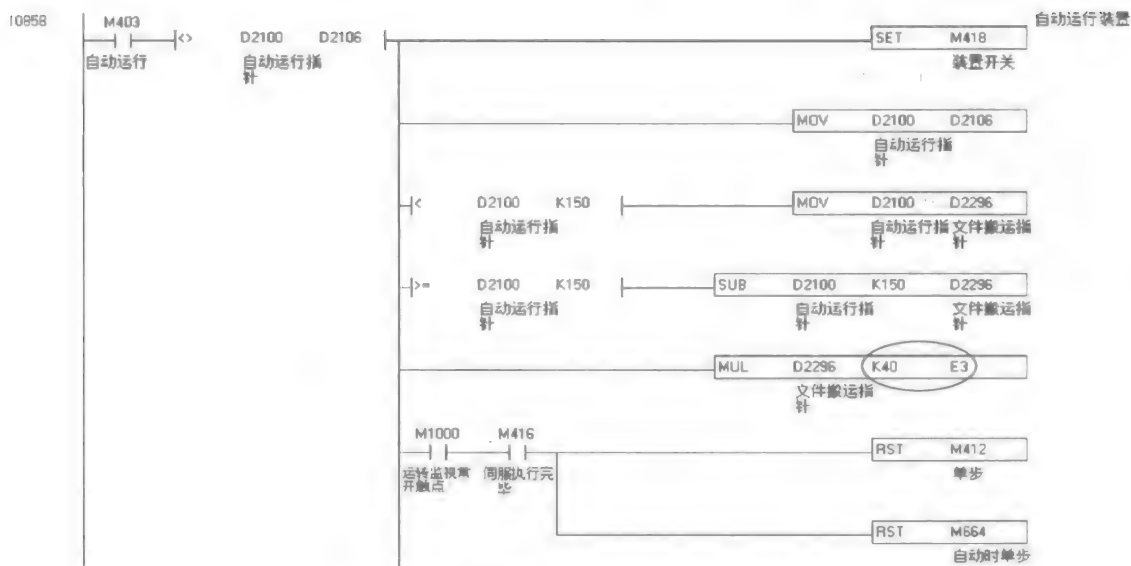 自动运行装置
10858 M403 <> D2100 D2106 SET M418
自动运行 自动运行指针 装置开关
MOV D2100 D2106
自动运行指针
< D2100 K150 MOV D2100 D2296
自动运行指针 自动运行指针 文件搬运指针
>= D2100 K150 SUB D2100 K150 D2296
自动运行指针 自动运行指针 文件搬运指针
MUL D2296 K40 E3
文件搬运指针
M1000 M416 RST M412
运转监视常开触点 伺服执行完毕 单步
RST M664
自动时单步